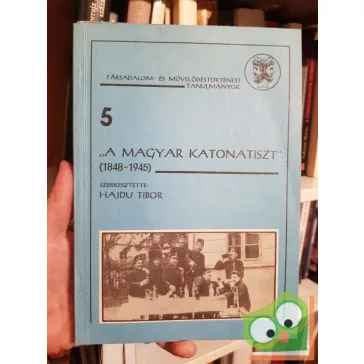 TÁRSADALOM- ÉS MŰVELŐDÉSTÖRTÉNETI
TANULMÁNYOK
5
„A MAGYAR KATONATISZT"
(1848-1945)
SZERKESZTETTE:
HAJDU TIBOR